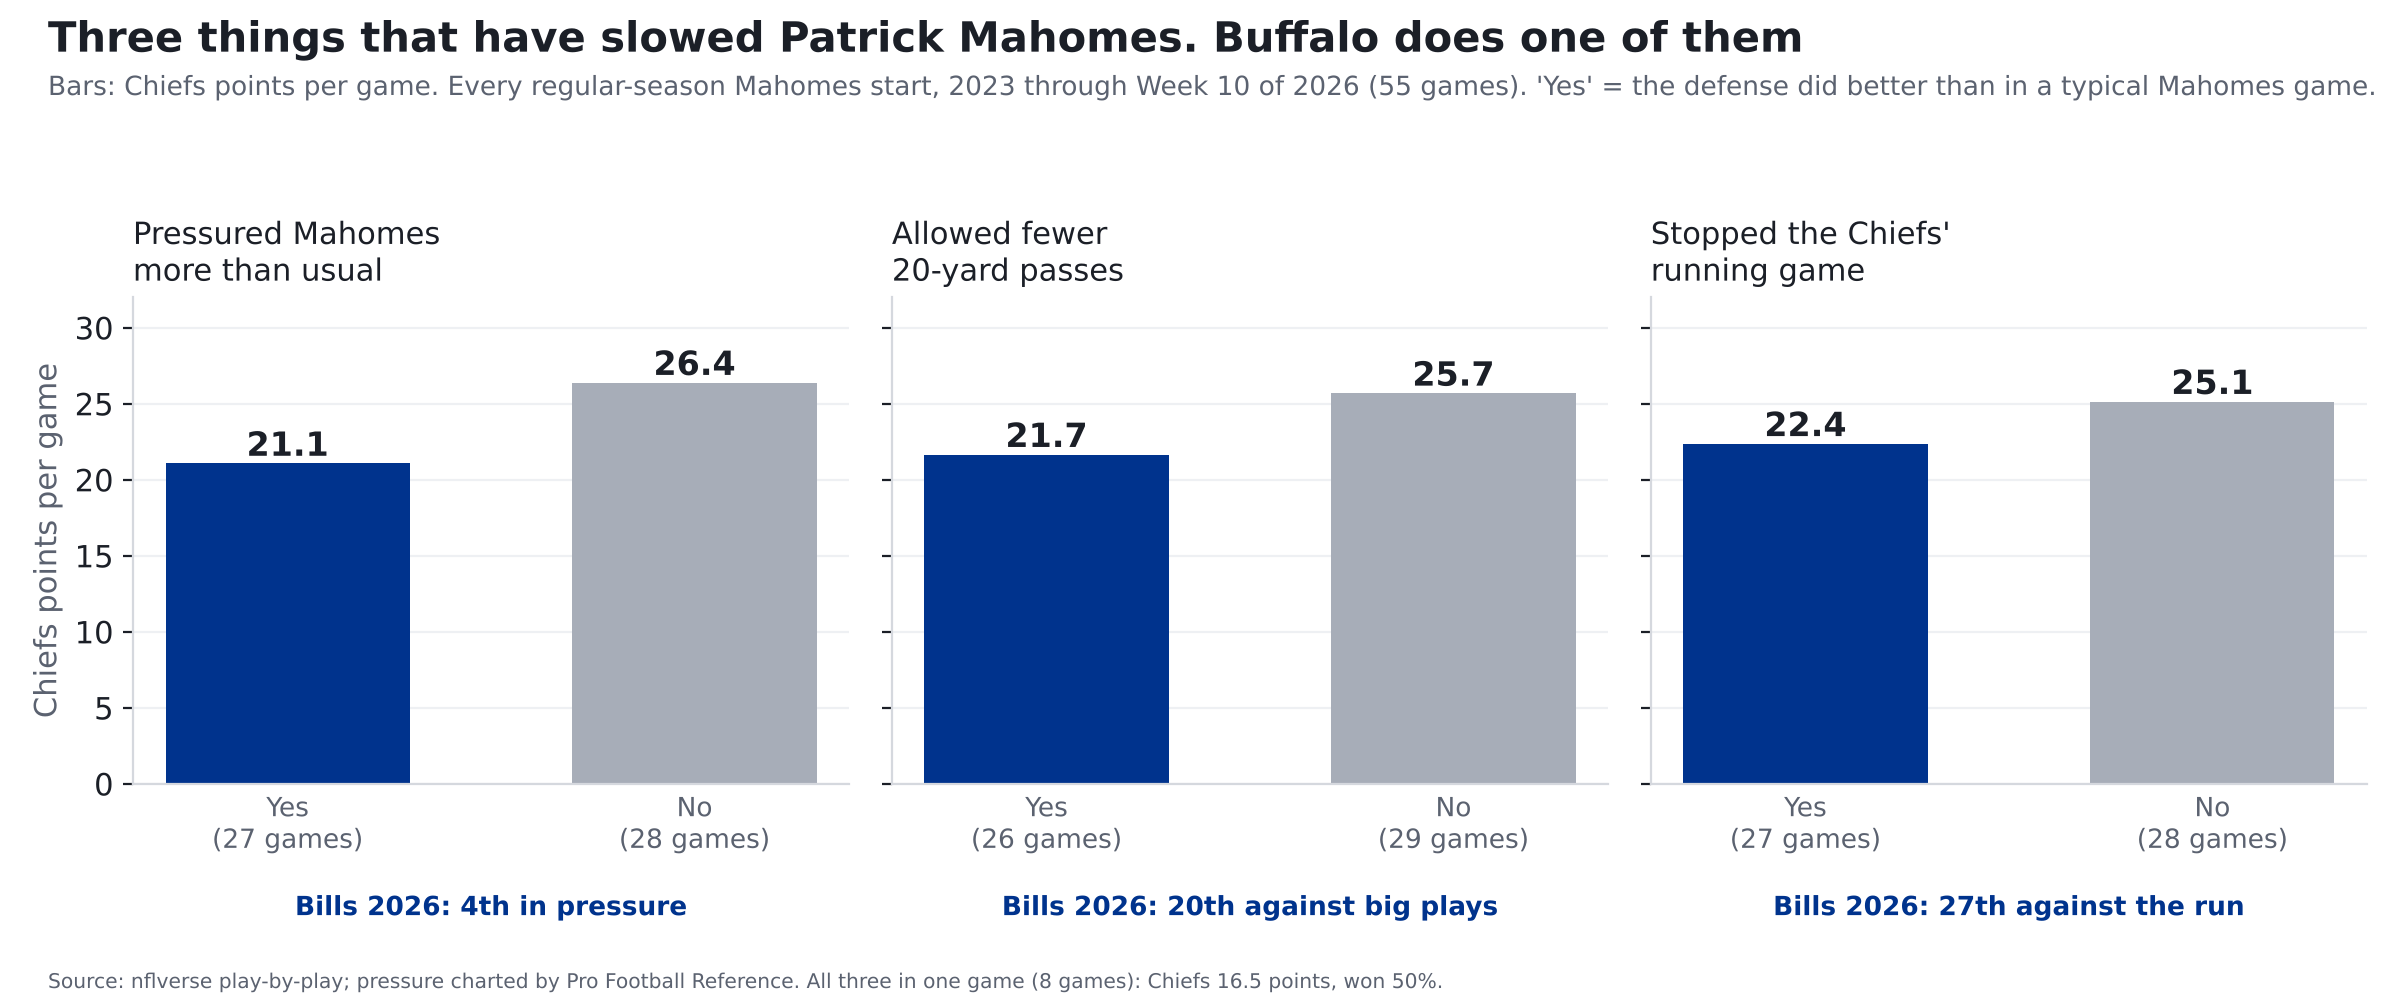 Three things that have slowed Patrick Mahomes. Buffalo does one of them
Bars: Chiefs points per game. Every regular-season Mahomes start, 2023 through Week 10 of 2026 (55 games). 'Yes' = the defense did better than in a typical Mahomes game.
Pressured Mahomes
more than usual
Chiefs points per game
30
25
20
15
10
5
0
21.1
26.4
Yes
(27 games)
No
(28 games)
Bills 2026: 4th in pressure
Allowed fewer
20-yard passes
21.7
25.7
Yes
(26 games)
No
(29 games)
Bills 2026: 20th against big plays
Stopped the Chiefs'
running game
22.4
25.1
Yes
(27 games)
No
(28 games)
Bills 2026: 27th against the run
Source: nflverse play-by-play; pressure charted by Pro Football Reference. All three in one game (8 games): Chiefs 16.5 points, won 50%.